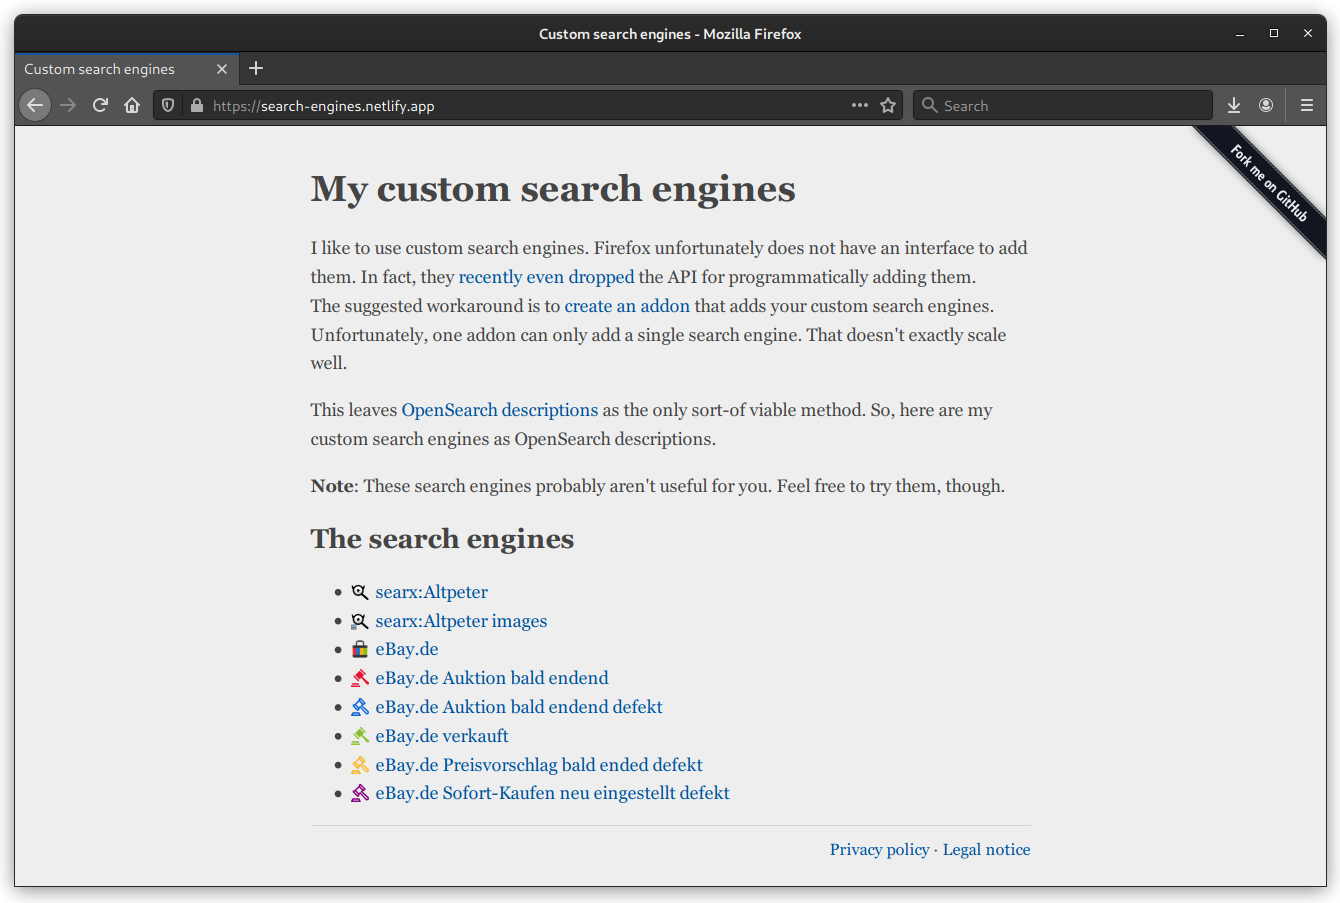 Custom search engines - Mozilla Firefox
Custom search engines
https://search-engines.netlify.app
Search
Fork me on GitHub
My custom search engines
I like to use custom search engines. Firefox unfortunately does not have an interface to add
them. In fact, they recently even dropped the API for programmatically adding them.
The suggested workaround is to create an addon that adds your custom search engines.
Unfortunately, one addon can only add a single search engine. That doesn't exactly scale
well.
This leaves OpenSearch descriptions as the only sort-of viable method. So, here are my
custom search engines as OpenSearch descriptions.
Note: These search engines probably aren't useful for you. Feel free to try them, though.
The search engines
searx:Altpeter
searx:Altpeter images
eBay.de
eBay.de Auktion bald endend
eBay.de Auktion bald endend defekt
eBay.de verkauft
eBay.de Preisvorschlag bald ended defekt
eBay.de Sofort-Kaufen neu eingestellt defekt
Privacy policy · Legal notice